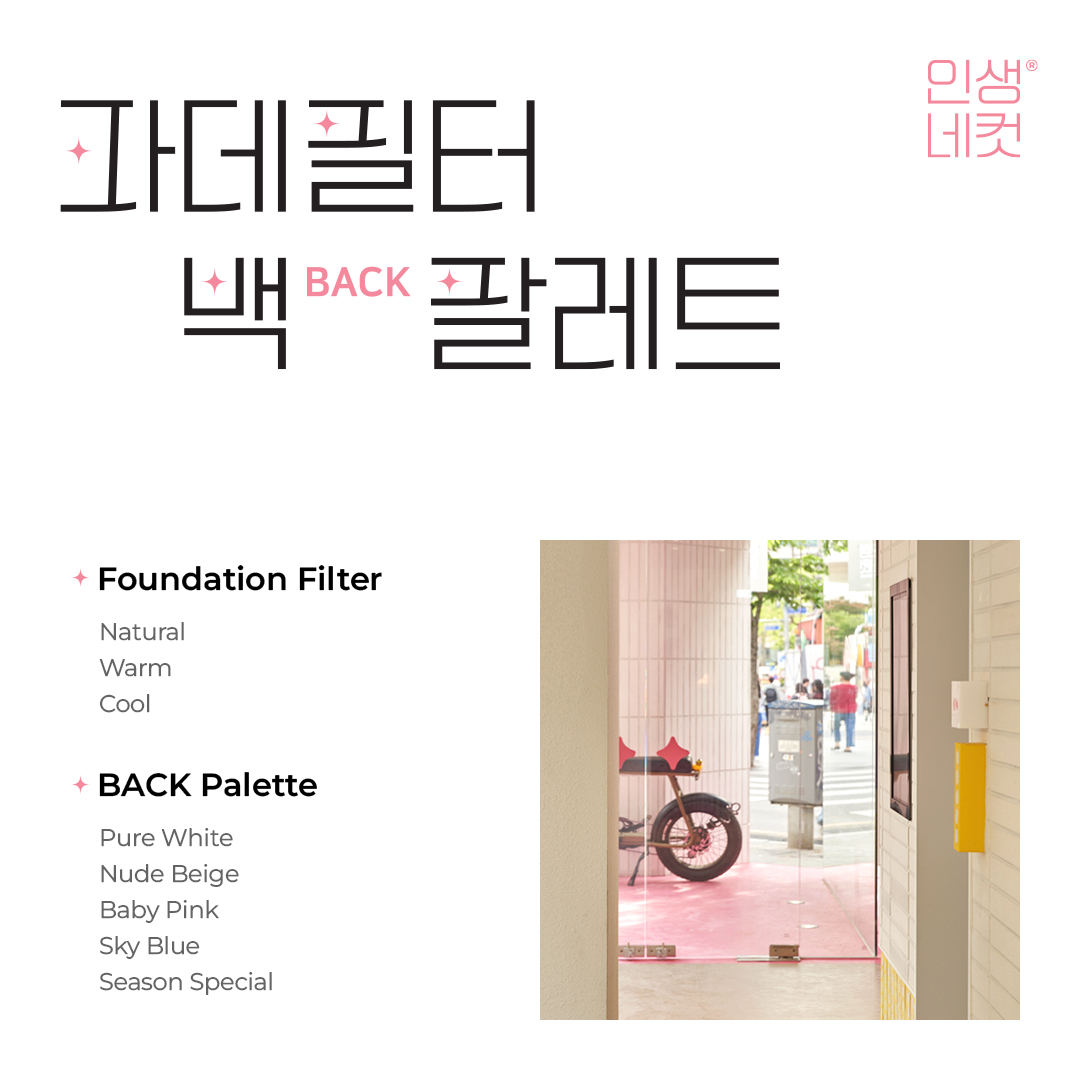 파데필터
백 BACK 팔레트
인생®
네컷
Foundation Filter
Natural
Warm
Cool
BACK Palette
Pure White
Nude Beige
Baby Pink
Sky Blue
Season Special